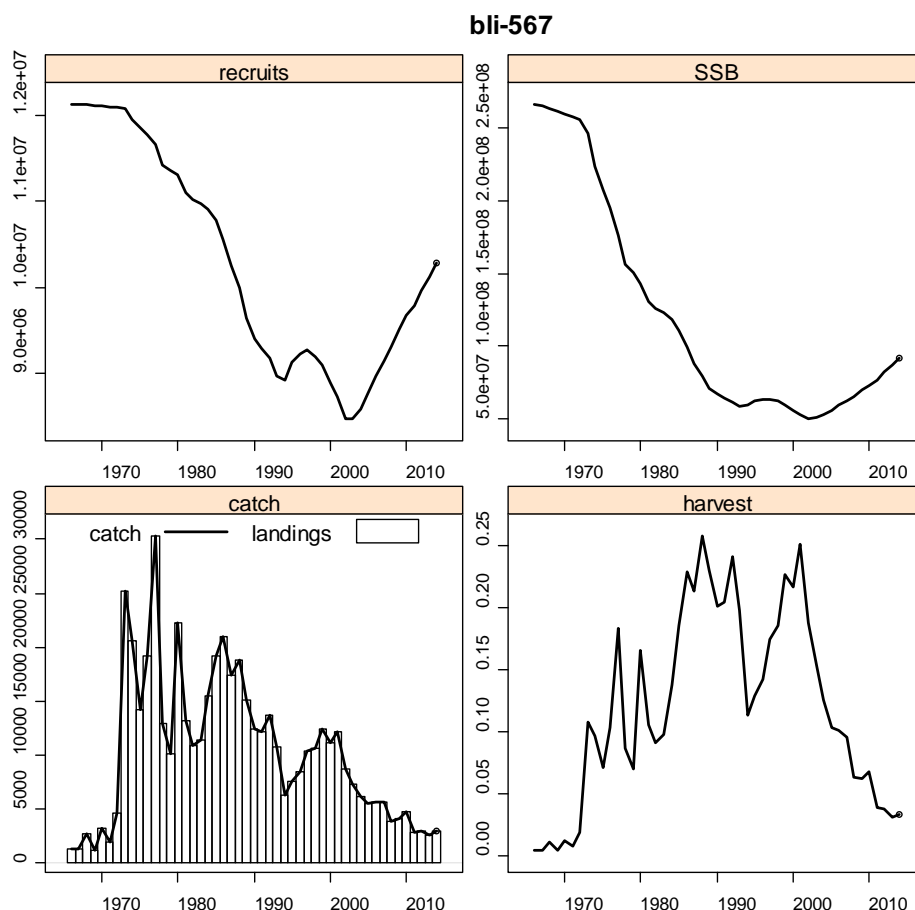 bli-567
recruits
SSB
1.2e+07
1.1e+07
1.0e+07
9.0e+06
2.5e+08
2.0e+08
1.5e+08
1.0e+08
5.0e+07
1970 1980 1990 2000 2010
1970 1980 1990 2000 2010
catch
harvest
catch landings
30000
25000
20000
15000
10000
5000
0
0.25
0.20
0.15
0.10
0.05
0.00
1970 1980 1990 2000 2010
1970 1980 1990 2000 2010